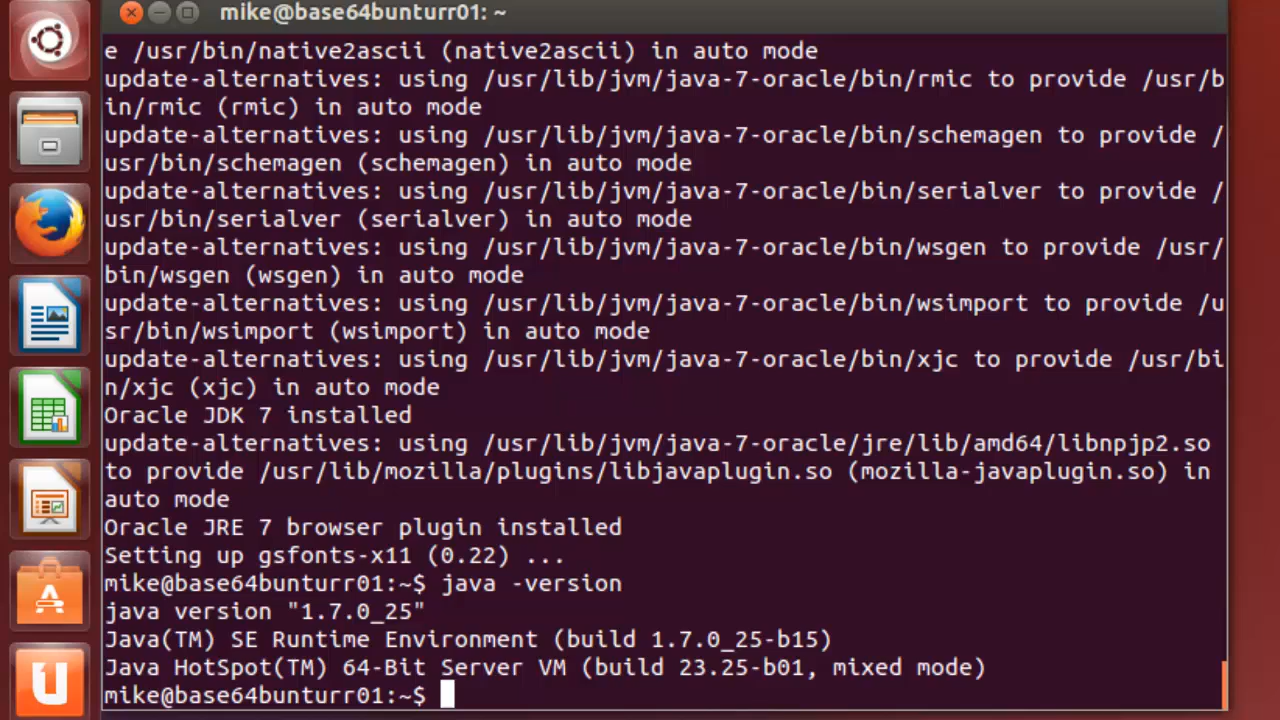 mike@base64bunturr01: ~
e /usr/bin/native2ascii (native2ascii) in auto mode
update-alternatives: using /usr/lib/jvm/java-7-oracle/bin/rmic to provide /usr/b
in/rmic (rmic) in auto mode
update-alternatives: using /usr/lib/jvm/java-7-oracle/bin/schemagen to provide /
usr/bin/schemagen (schemagen) in auto mode
update-alternatives: using /usr/lib/jvm/java-7-oracle/bin/serialver to provide /
usr/bin/serialver (serialver) in auto mode
update-alternatives: using /usr/lib/jvm/java-7-oracle/bin/wsgen to provide /usr/
bin/wsgen (wsgen) in auto mode
update-alternatives: using /usr/lib/jvm/java-7-oracle/bin/wsimport to provide /u
sr/bin/wsimport (wsimport) in auto mode
update-alternatives: using /usr/lib/jvm/java-7-oracle/bin/xjc to provide /usr/bi
n/xjc (xjc) in auto mode
Oracle JDK 7 installed
update-alternatives: using /usr/lib/jvm/java-7-oracle/jre/lib/amd64/libnpjp2.so
to provide /usr/lib/mozilla/plugins/libjavaplugin.so (mozilla-javaplugin.so) in
auto mode
Oracle JRE 7 browser plugin installed
Setting up gsfonts-x11 (0.22) ...
mike@base64bunturr01:~$ java -version
java version "1.7.0_25"
Java(TM) SE Runtime Environment (build 1.7.0_25-b15)
Java HotSpot(TM) 64-Bit Server VM (build 23.25-b01, mixed mode)
mike@base64bunturr01:~$